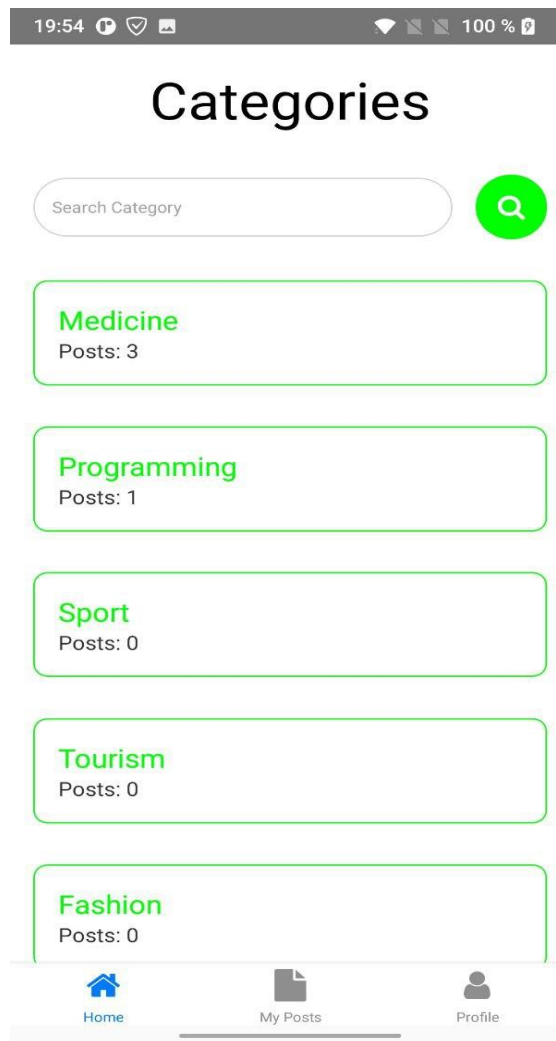 19:54 100 %
Categories
Search Category
Medicine
Posts: 3
Programming
Posts: 1
Sport
Posts: 0
Tourism
Posts: 0
Fashion
Posts: 0
Home My Posts Profile